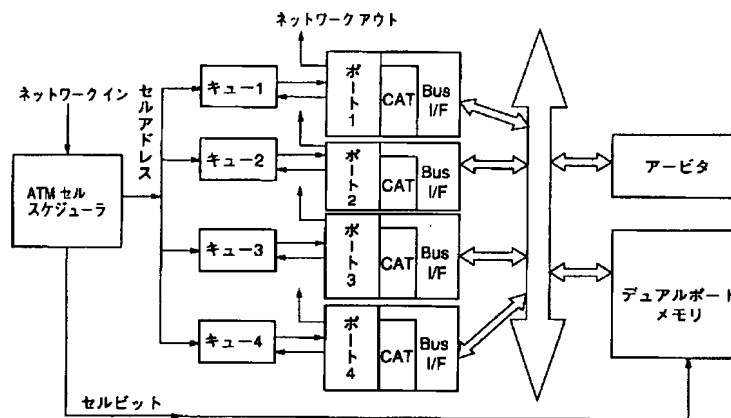 ネットワークアウト
ネットワークイン
セルアドレス
ATM セル
スケジューラ
キュー1
ポート1
CAT
Bus
I/F
キュー2
ポート2
CAT
Bus
I/F
キュー3
ポート3
CAT
Bus
I/F
キュー4
ポート4
CAT
Bus
I/F
アービタ
デュアルポート
メモリ
セルビット